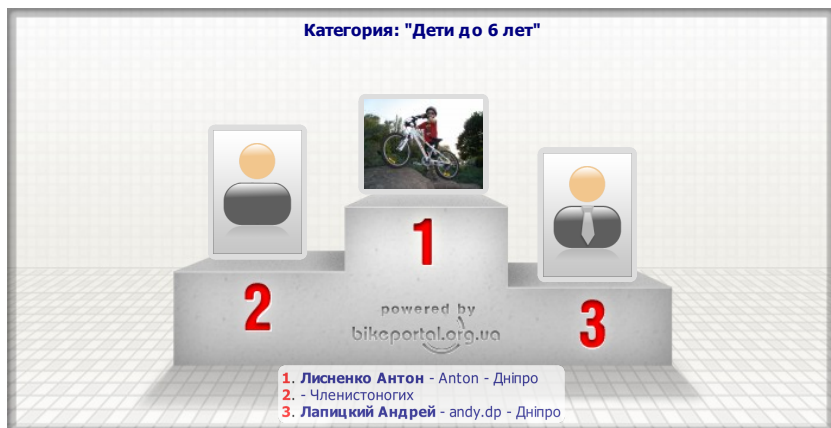 Категория: "Дети до 6 лет"
1
2
3
powered by
bikeportal.org.ua
1. Лисненко Антон - Anton - Дніпро
2. - Членистоногих
3. Лапицкий Андрей - andy.dp - Дніпро